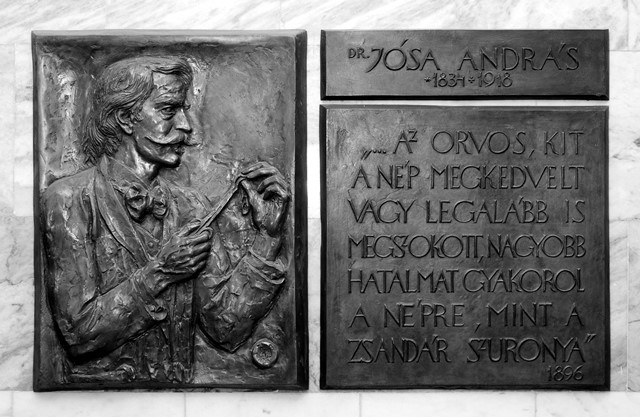 DR. JÓSA ANDRÁS
*1834 +1918
„... AZ ORVOS, KIT
A NÉP MEGKEDVELT
VAGY LEGALÁBB IS
MEGSZOKOTT, NAGYOBB
HATALMAT GYAKOROL
A NÉPRE, MINT A
ZSANDÁR SZURONYA”
1896